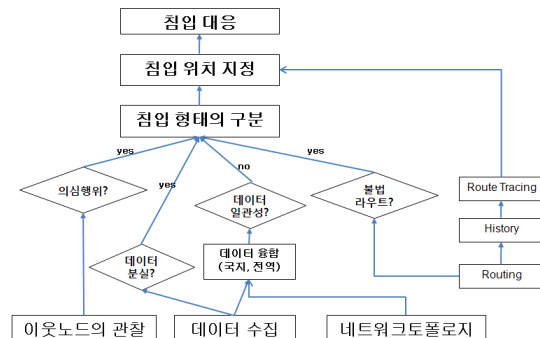 침입 대응
침입 위치 지정
침입 형태의 구분
yes
yes
no
yes
의심행위?
데이터
일관성?
불법
라우트?
Route Tracing
History
데이터
분실?
데이터 융합
(국지, 전역)
Routing
이웃노드의 관찰
데이터 수집
네트워크토폴로지